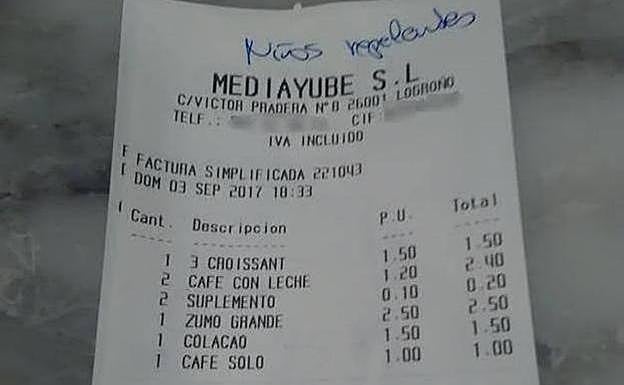 Niños repelentes
MEDIAYUBE S.L
C/VICTOR PRADERA Nº8 26001 LOGROÑO
TELF.: CIF
IVA INCLUIDO
FACTURA SIMPLIFICADA 221043
DOM 03 SEP 2017 18:33
Cant. Descripcion P.U. Total
1 3 CROISSANT 1.50 1.50
2 CAFE CON LECHE 1.20 2.40
2 SUPLEMENTO 0.10 0.20
1 ZUMO GRANDE 2.50 2.50
1 COLACAO 1.50 1.50
1 CAFE SOLO 1.00 1.00